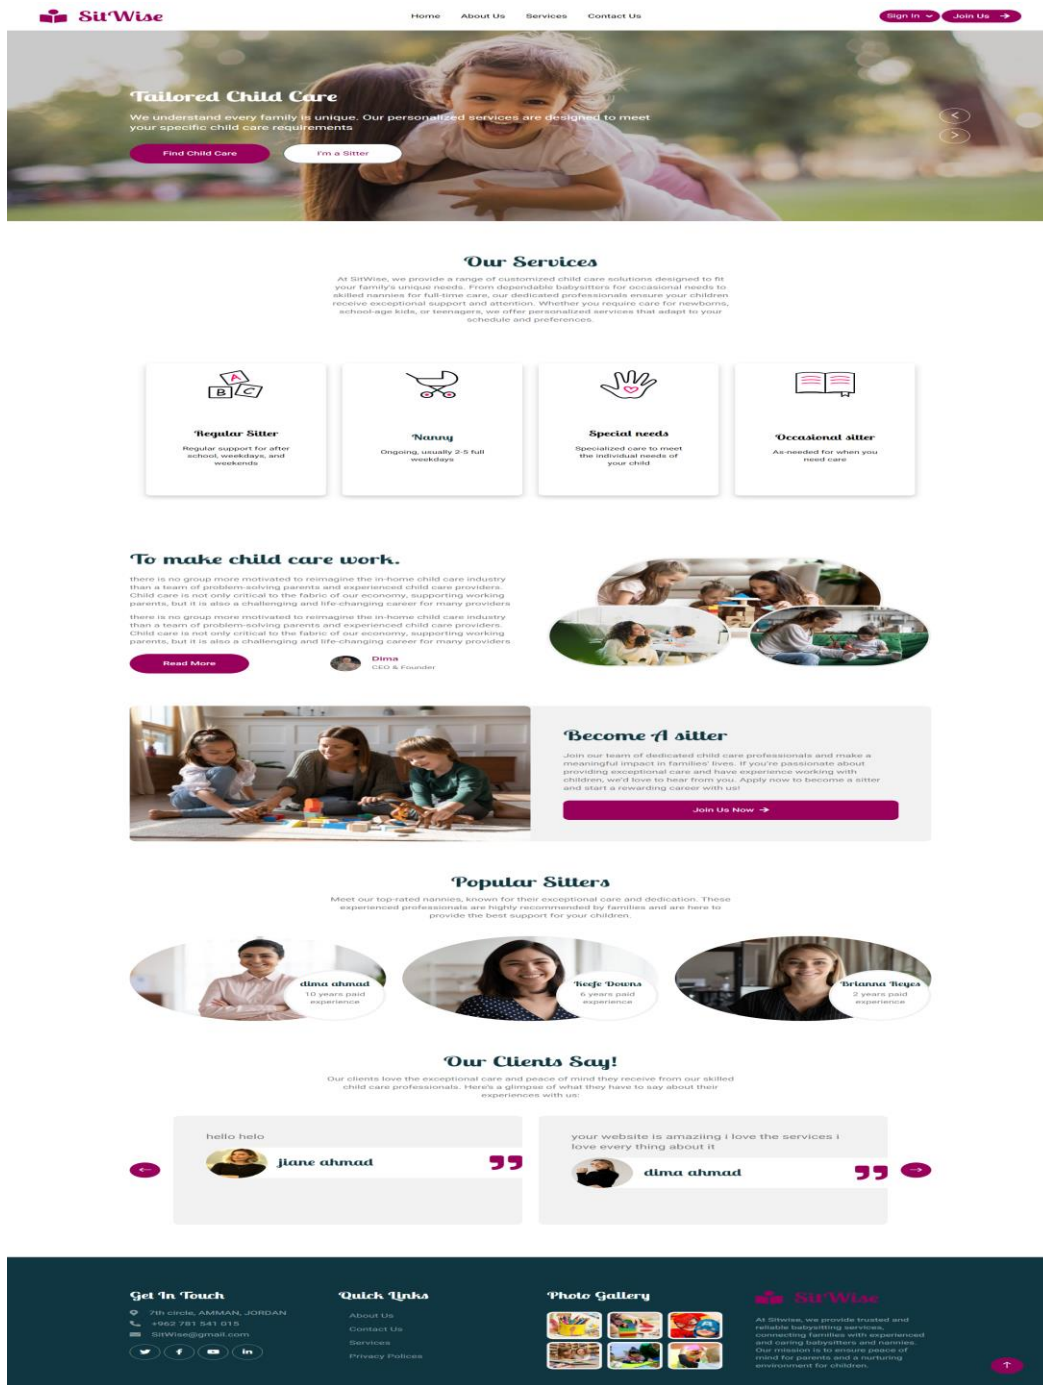 SitWise
Home About Us Services Contact Us
Sign In
Join Us →
Tailored Child Care
We understand every family is unique. Our personalized services are designed to meet
your specific child care requirements
Find Child Care
I'm a Sitter
<
>
Our Services
At SitWise, we provide a range of customized child care solutions designed to fit
your family's unique needs. From dependable babysitters for occasional needs to
skilled nannies for full-time care, our dedicated professionals ensure your children
receive exceptional support and attention. Whether you require care for newborns,
school-age kids, or teenagers, we offer personalized services that adapt to your
schedule and preferences.
A
B C
Regular Sitter
Regular support for after
school, weekdays, and
weekends
Nanny
Ongoing, usually 2-5 full
weekdays
Special needs
Specialized care to meet
the individual needs of
your child
Occasional sitter
As-needed for when you
need care
To make child care work.
there is no group more motivated to reimagine the in-home child care industry
than a team of problem-solving parents and experienced child care providers.
Child care is not only critical to the fabric of our economy, supporting working
parents, but it is also a challenging and life-changing career for many providers
there is no group more motivated to reimagine the in-home child care industry
than a team of problem-solving parents and experienced child care providers.
Child care is not only critical to the fabric of our economy, supporting working
parents, but it is also a challenging and life-changing career for many providers
Read More
Dima
CEO & Founder
Become A sitter
Join our team of dedicated child care professionals and make a
meaningful impact in families' lives. If you're passionate about
providing exceptional care and have experience working with
children, we'd love to hear from you. Apply now to become a sitter
and start a rewarding career with us!
Join Us Now →
Popular Sitters
Meet our top-rated nannies, known for their exceptional care and dedication. These
experienced professionals are highly recommended by families and are here to
provide the best support for your children.
dima ahmad
10 years paid
experience
Keefe Downs
6 years paid
experience
Brianna Reyes
2 years paid
experience
Our Clients Say!
Our clients love the exceptional care and peace of mind they receive from our skilled
child care professionals. Here's a glimpse of what they have to say about their
experiences with us:
hello helo
jiane ahmad
your website is amaziing i love the services i
love every thing about it
dima ahmad
Get In Touch
7th circle, AMMAN, JORDAN
+962 781 541 015
SitWise@gmail.com
Quick Links
About Us
Contact Us
Services
Privacy Polices
Photo Gallery
SitWise
At Sitwise, we provide trusted and
reliable babysitting services,
connecting families with experienced
and caring babysitters and nannies.
Our mission is to ensure peace of
mind for parents and a nurturing
environment for children.